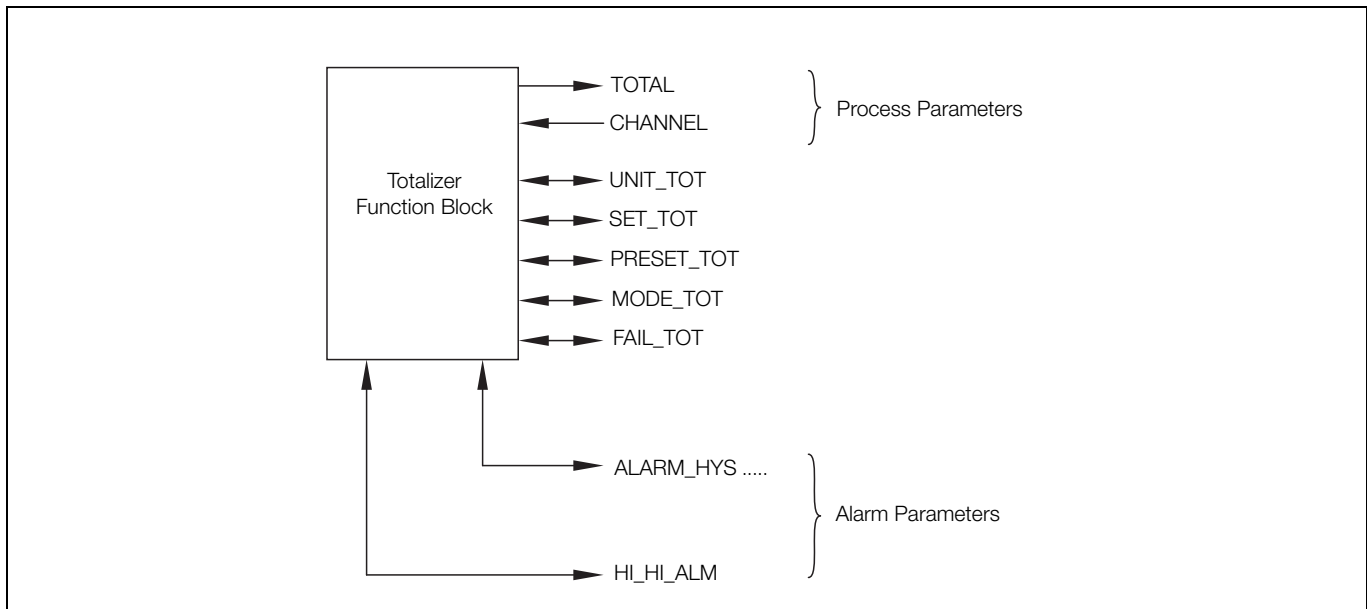 Totalizer
Function Block
TOTAL
CHANNEL
Process Parameters
UNIT_TOT
SET_TOT
PRESET_TOT
MODE_TOT
FAIL_TOT
ALARM_HYS .....
Alarm Parameters
HI_HI_ALM